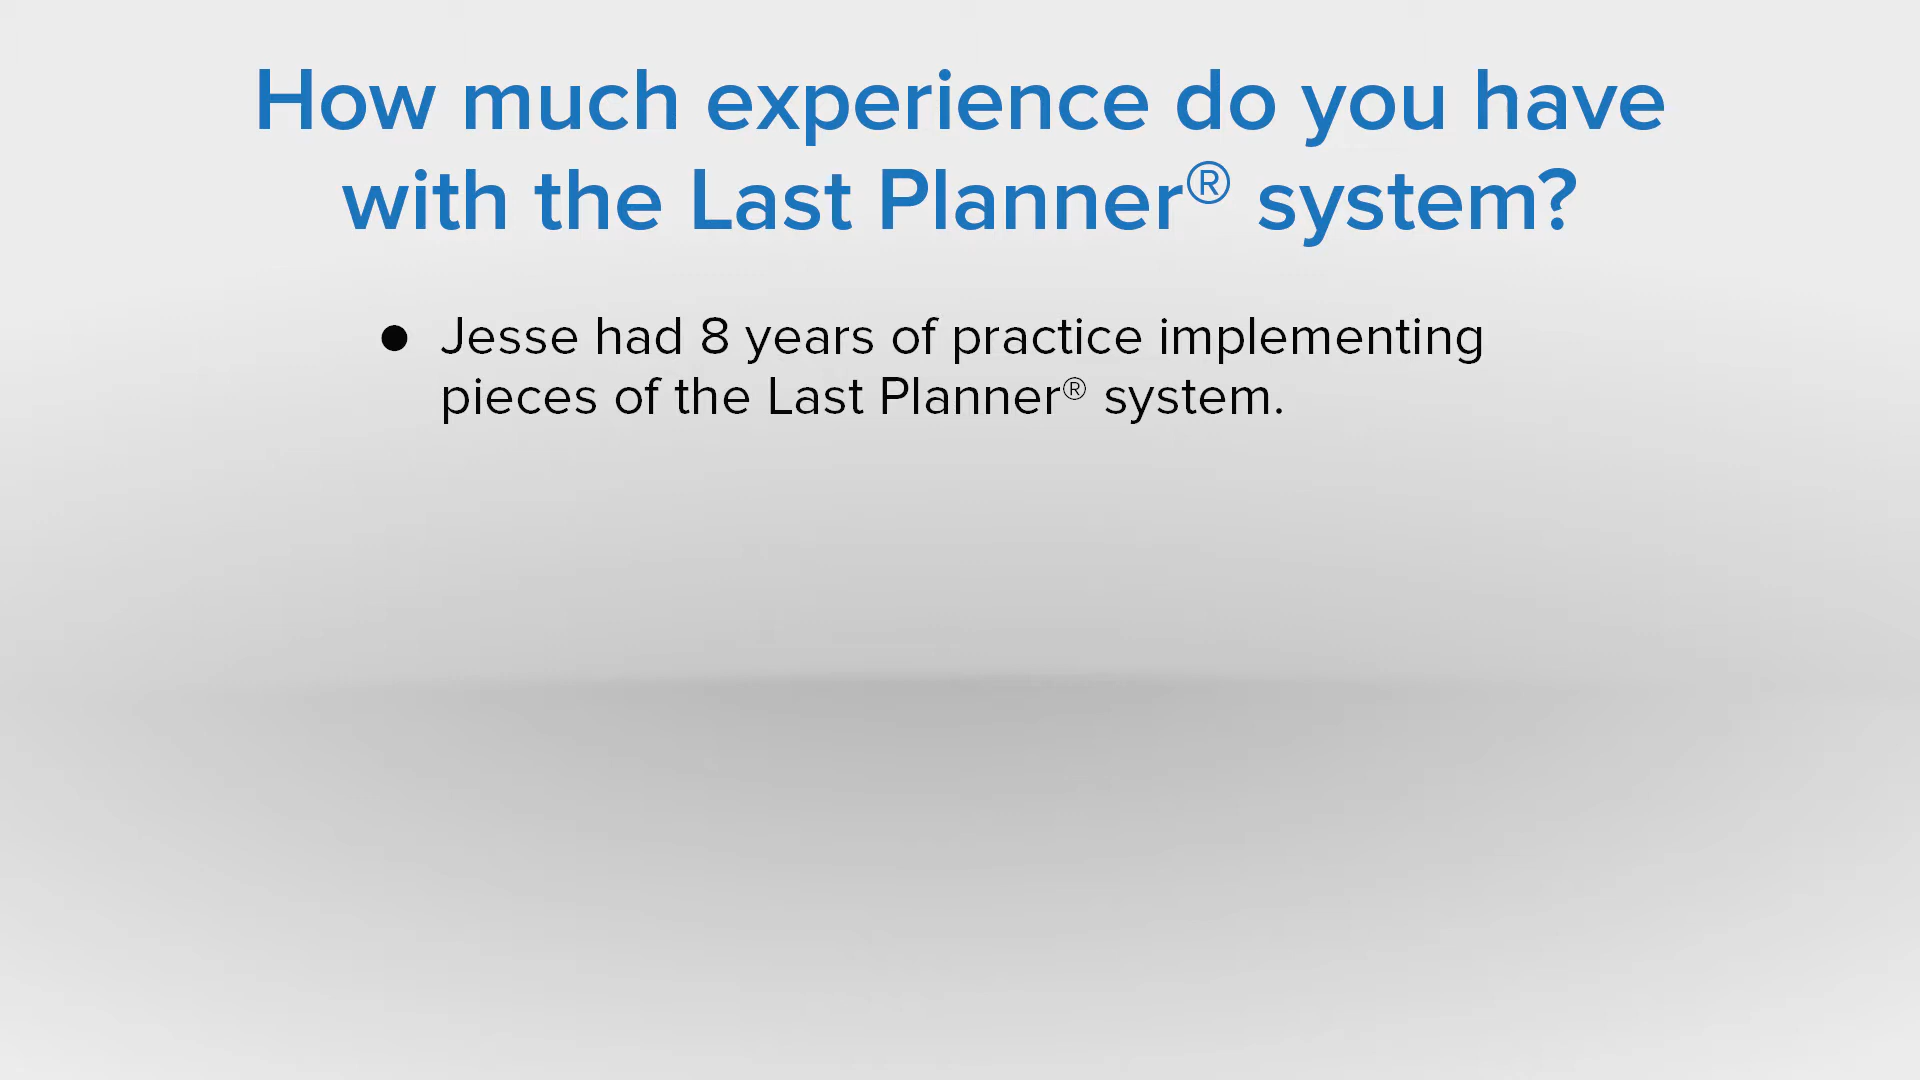 How much experience do you have
with the Last Planner® system?
● Jesse had 8 years of practice implementing
pieces of the Last Planner® system.